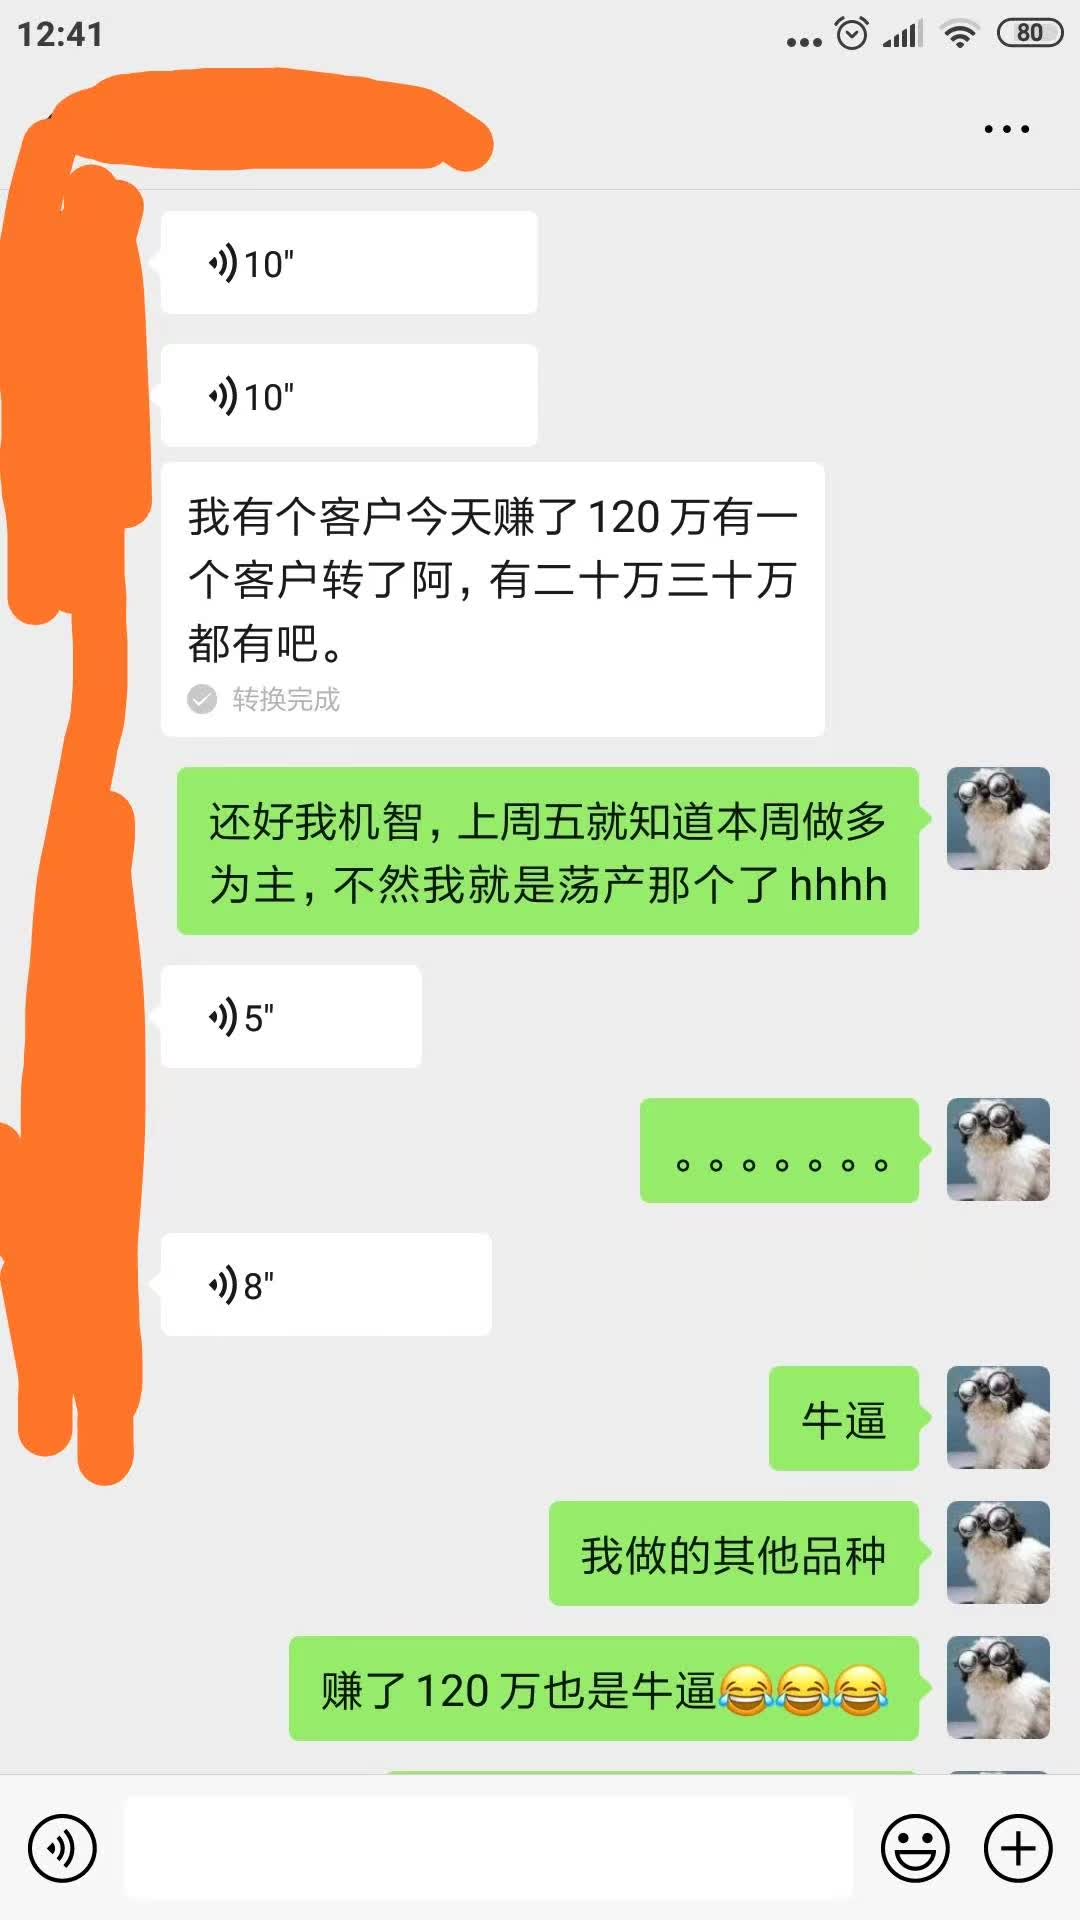 12:41
80
10"
10"
我有个客户今天赚了120万有一
个客户转了阿,有二十万三十万
都有吧。
转换完成
还好我机智,上周五就知道本周做多
为主,不然我就是荡产那个了hhhh
5"
。。。。。。。
8"
牛逼
我做的其他品种
赚了120万也是牛逼😂😂😂